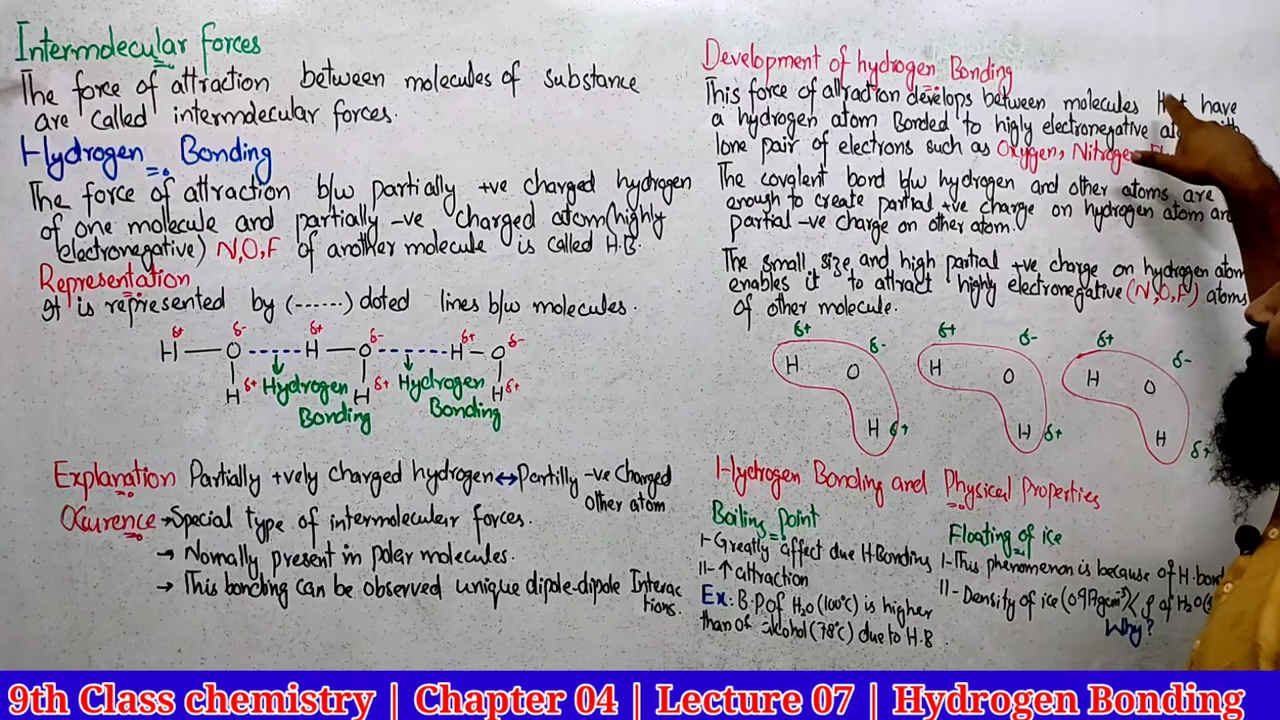 Intermolecular forces
The force of attraction between molecules of substance
are called intermolecular forces.
Hydrogen Bonding
The force of attraction b/w partially +ve charged hydrogen
of one molecule and partially -ve charged atom (highly
electronegative) N,O,F of another molecule is called H.B.
Representation
It is represented by (------) doted lines b/w molecules.
δ+ δ- δ+ δ- δ+ δ-
H — O ------ H — O ------ H — O
H δ+ Hydrogen Bonding H δ+ Hydrogen Bonding H δ+
Explanation Partially +vely charged hydrogen ↔ Partilly -ve charged
Other atom
Ocurence → Special type of intermolecular forces.
→ Normally present in polar molecules.
→ This bonding can be observed unique dipole-dipole Interac
tions.
Development of hydrogen Bonding
This force of attraction develops between molecules have
a hydrogen atom Bonded to higly electronegative
lone pair of electrons such as Oxygen, Nitrogen
The covalent bond b/w hydrogen and other atoms are
enough to create partial +ve charge on hydrogen atom an
partial -ve charge on other atom.
The small size and high partial +ve charge on hydrogen atom
enables it to attract highly electronegative (N,O,F) atoms
of other molecule.
δ+ δ- δ+ δ- δ+ δ-
H O H O H O
H δ+ H δ+ H δ+
Hydrogen Bonding and Physical Properties
Boiling point
I- Greatly affect due H.Bonding
II- ↑ attraction
Ex: B.P of H₂O (100°C) is higher
than of alcohol (78°C) due to H.B
Floating of ice
I- This phenomenon is because of H.bond
II- Density of ice (0.917gcm⁻³) < ρ of H₂O
Why?
9th Class chemistry | Chapter 04 | Lecture 07 | Hydrogen Bonding